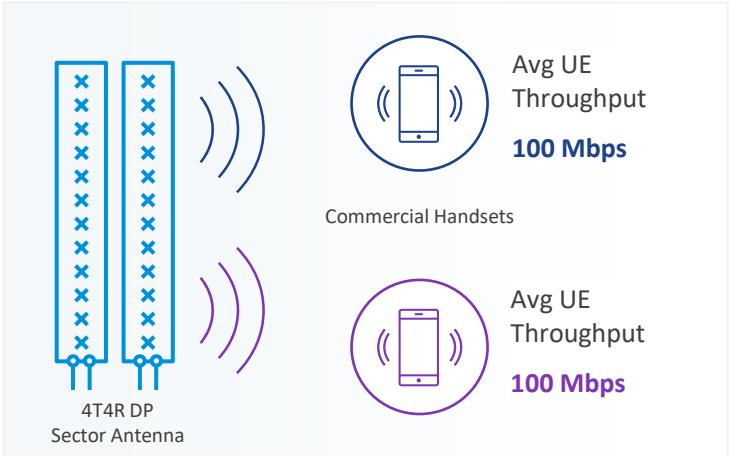 Avg UE
Throughput
100 Mbps
Commercial Handsets
Avg UE
Throughput
100 Mbps
4T4R DP
Sector Antenna